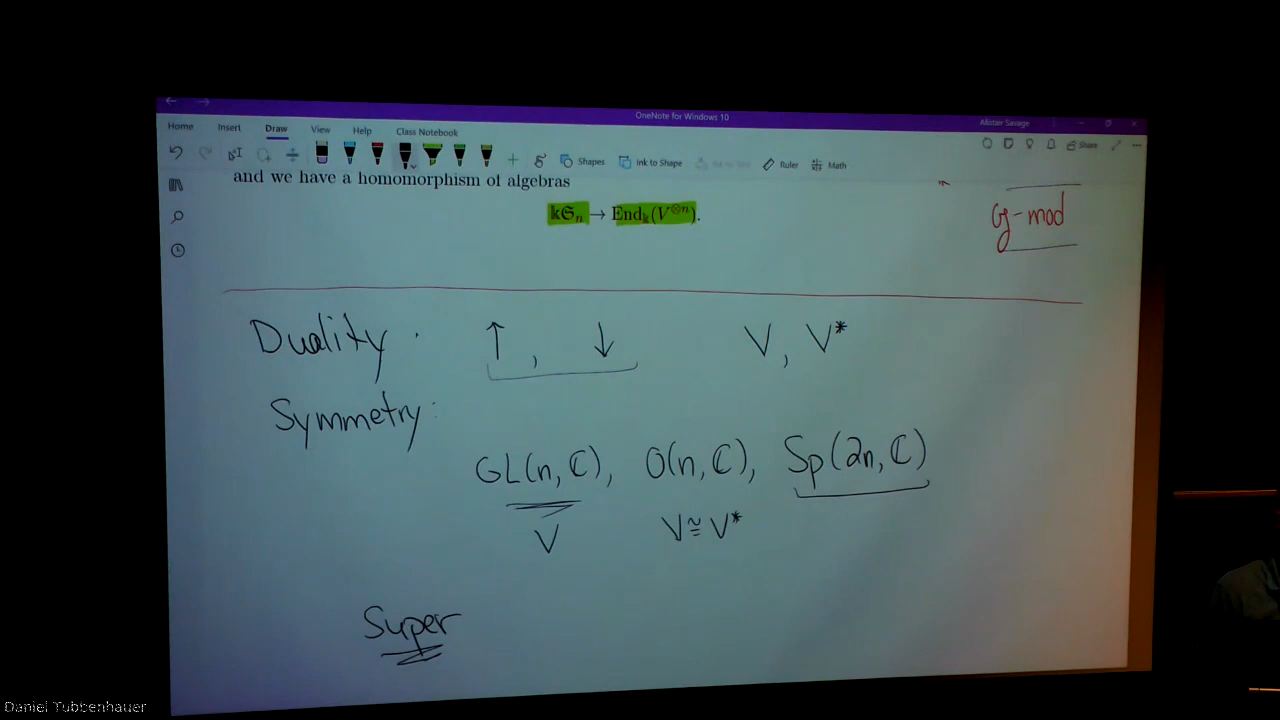 OneNote for Windows 10
Alistair Savage
Home Insert Draw View Help Class Notebook
Shapes Ink to Shape Ruler Math Share
and we have a homomorphism of algebras
𝕜𝔖ₙ → End_𝕜(V^{⊗n}).
G-mod
Duality: ↑, ↓ V, V*
Symmetry:
GL(n, ℂ), O(n, ℂ), Sp(2n, ℂ)
V V≅V*
Super
Daniel Tubbenhauer